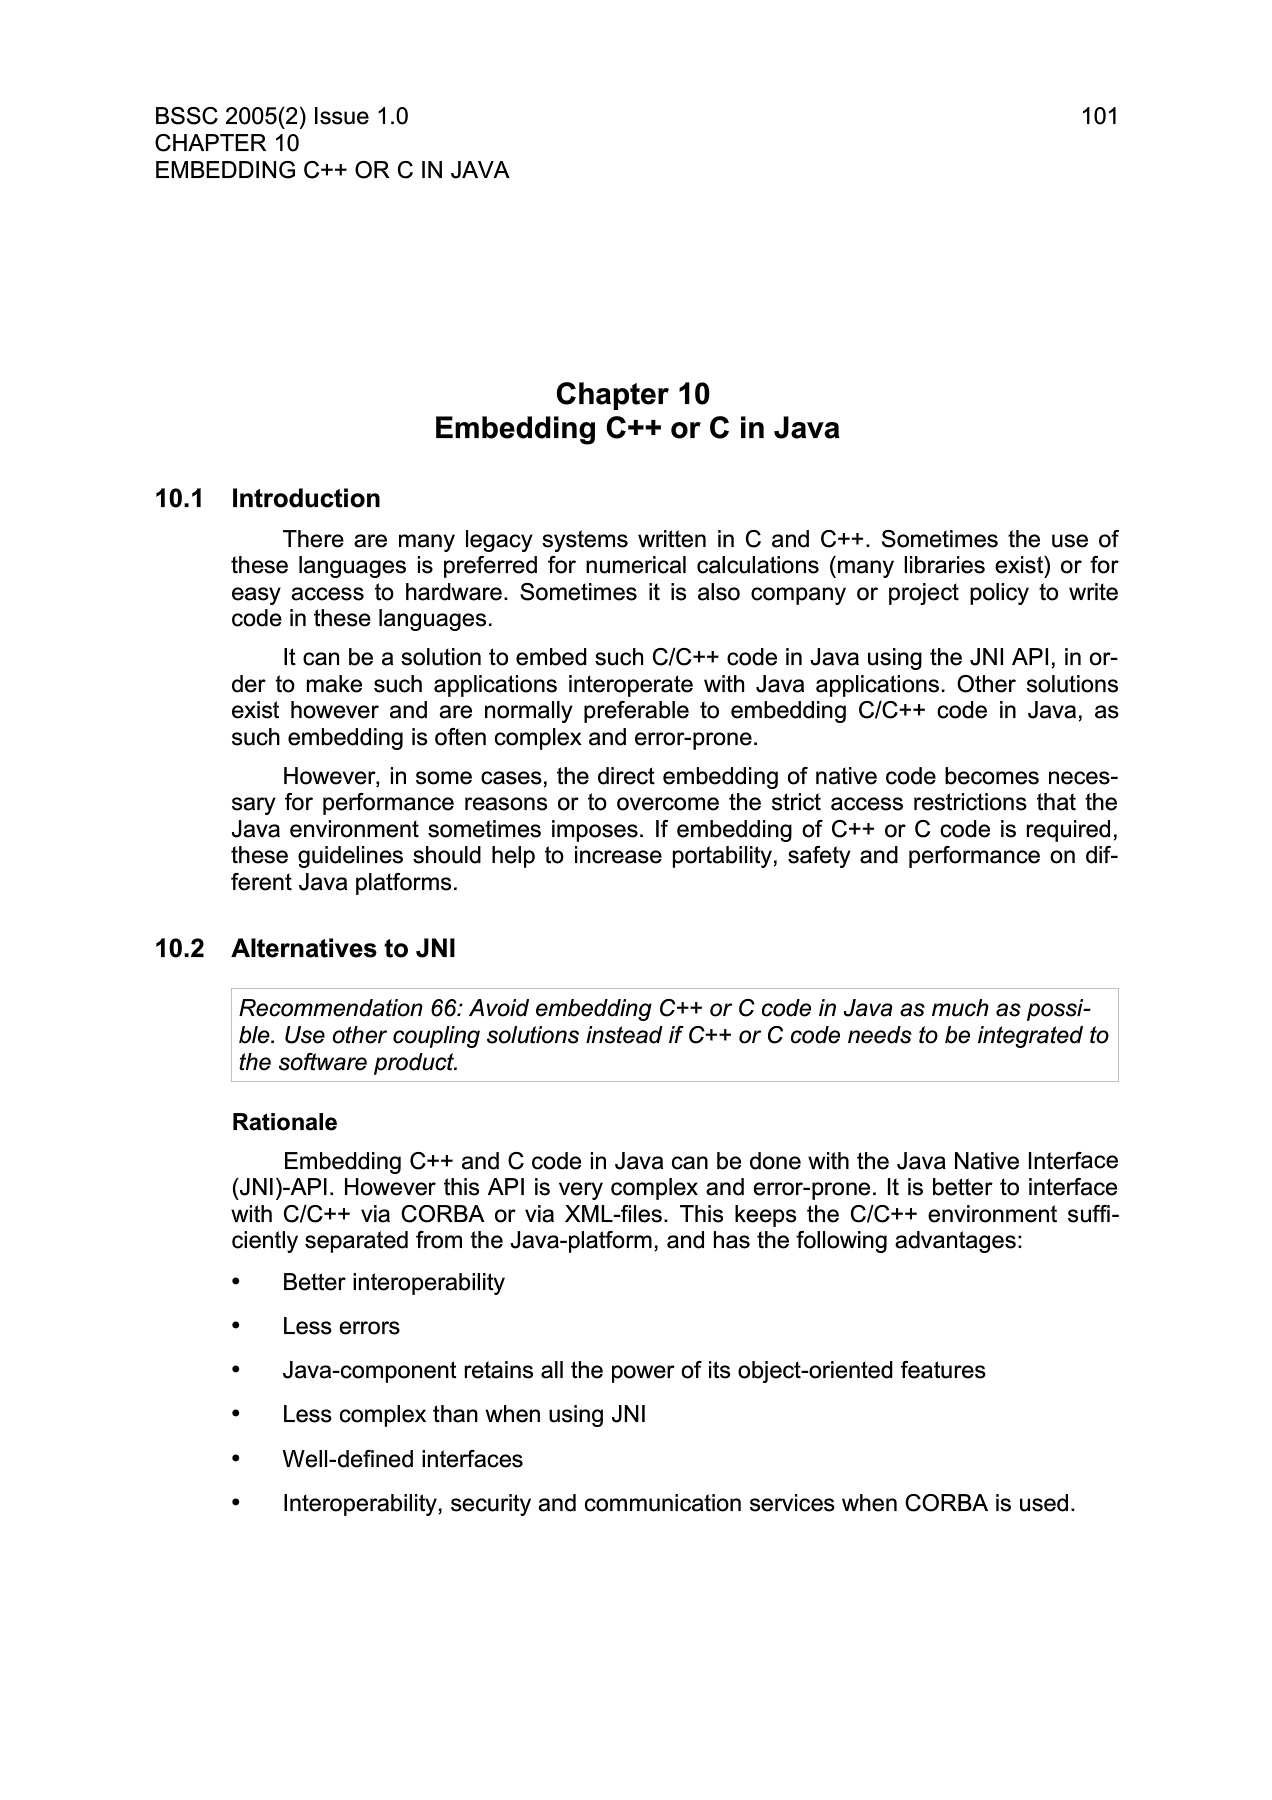 BSSC 2005(2) Issue 1.0 101
CHAPTER 10
EMBEDDING C++ OR C IN JAVA
Chapter 10
Embedding C++ or C in Java
10.1 Introduction
There are many legacy systems written in C and C++. Sometimes the use of
these languages is preferred for numerical calculations (many libraries exist) or for
easy access to hardware. Sometimes it is also company or project policy to write
code in these languages.
It can be a solution to embed such C/C++ code in Java using the JNI API, in or-
der to make such applications interoperate with Java applications. Other solutions
exist however and are normally preferable to embedding C/C++ code in Java, as
such embedding is often complex and error-prone.
However, in some cases, the direct embedding of native code becomes neces-
sary for performance reasons or to overcome the strict access restrictions that the
Java environment sometimes imposes. If embedding of C++ or C code is required,
these guidelines should help to increase portability, safety and performance on dif-
ferent Java platforms.
10.2 Alternatives to JNI
Recommendation 66: Avoid embedding C++ or C code in Java as much as possi-
ble. Use other coupling solutions instead if C++ or C code needs to be integrated to
the software product.
Rationale
Embedding C++ and C code in Java can be done with the Java Native Interface
(JNI)-API. However this API is very complex and error-prone. It is better to interface
with C/C++ via CORBA or via XML-files. This keeps the C/C++ environment suffi-
ciently separated from the Java-platform, and has the following advantages:
• Better interoperability
• Less errors
• Java-component retains all the power of its object-oriented features
• Less complex than when using JNI
• Well-defined interfaces
• Interoperability, security and communication services when CORBA is used.